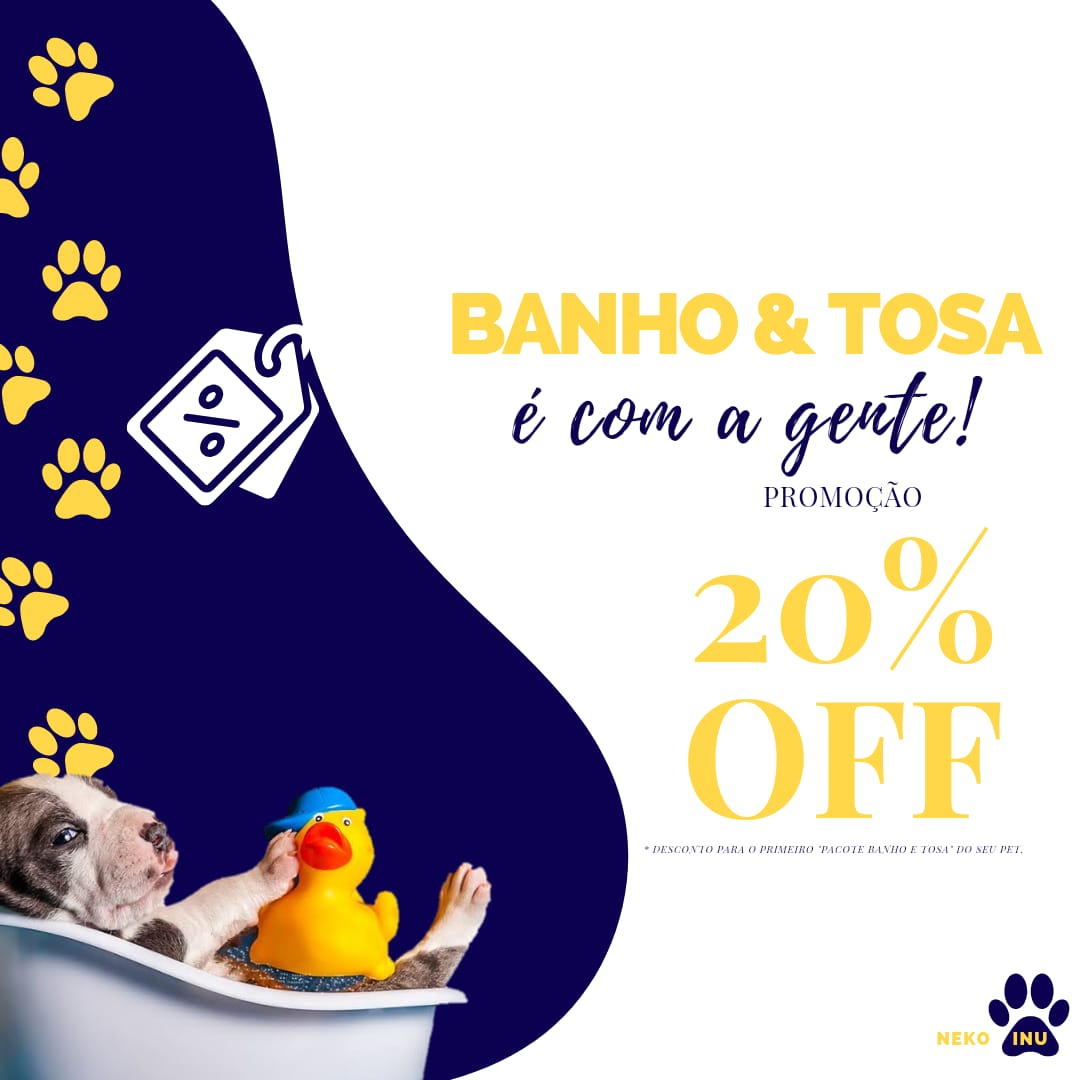 BANHO & TOSA
é com a gente!
PROMOÇÃO
20%
OFF
* DESCONTO PARA O PRIMEIRO "PACOTE BANHO E TOSA" DO SEU PET.
NEKO INU